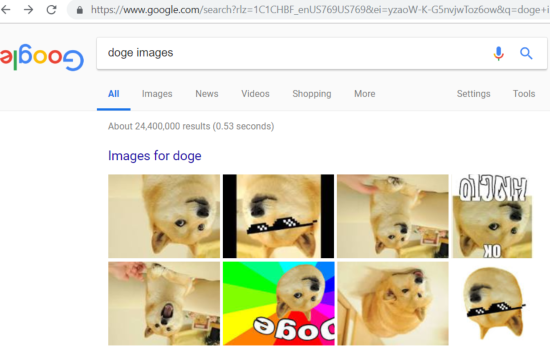 https://www.google.com/search?rlz=1C1CHBF_enUS769US769&ei=yzaoW-K-G5nvjwToz6ow&q=doge+i
Google
doge images
All Images News Videos Shopping More Settings Tools
About 24,400,000 results (0.53 seconds)
Images for doge
OK
Doge